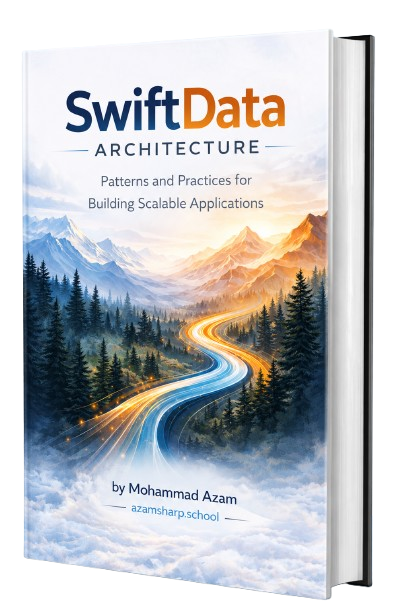 SwiftData
ARCHITECTURE
Patterns and Practices for
Building Scalable Applications
by Mohammad Azam
azamsharp.school